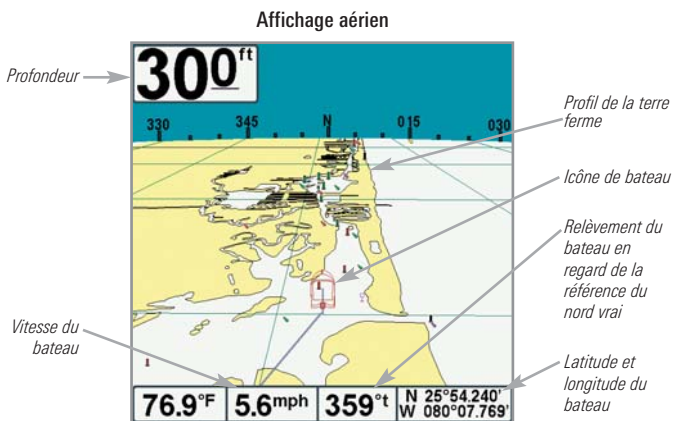 Affichage aérien
Profondeur
300 ft
330 345 N 015 030
Profil de la terre
ferme
Icône de bateau
Relèvement du
bateau en
regard de la
référence du
nord vrai
Vitesse du
bateau
Latitude et
longitude du
bateau
76.9°F 5.6mph 359°t
N 25°54.240'
W 080°07.769'